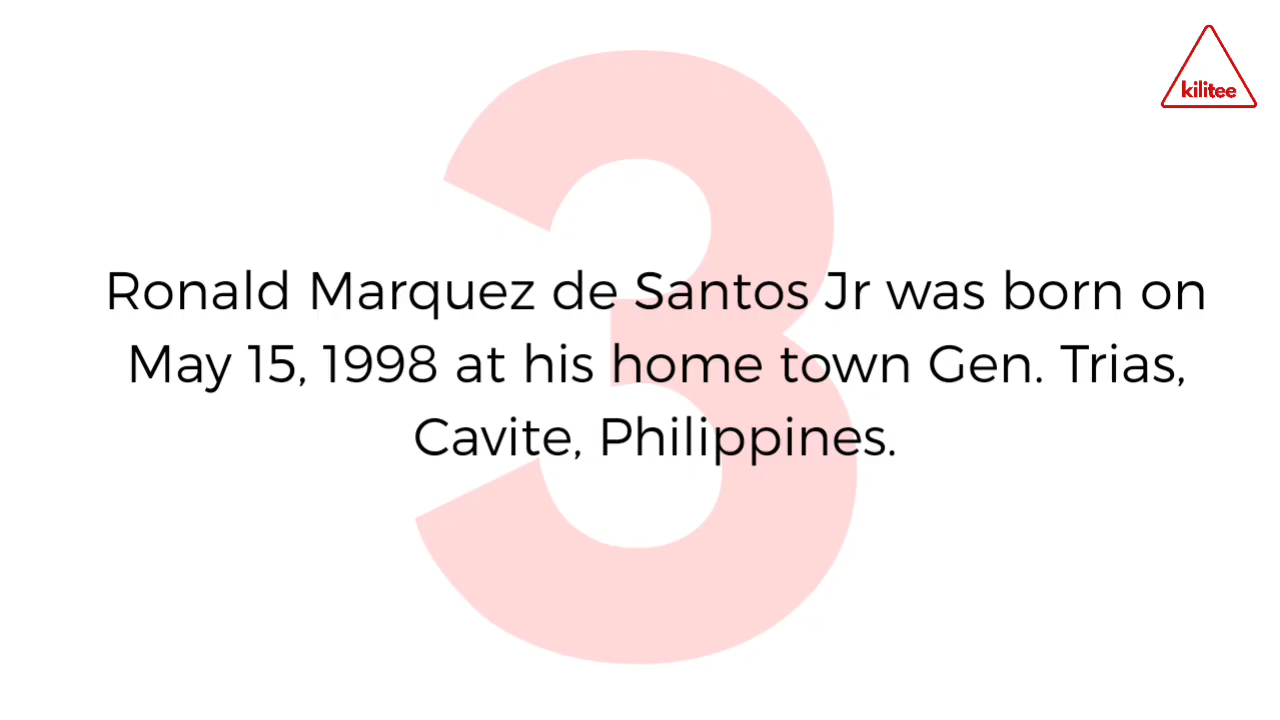 kilitee
3
Ronald Marquez de Santos Jr was born on
May 15, 1998 at his home town Gen. Trias,
Cavite, Philippines.